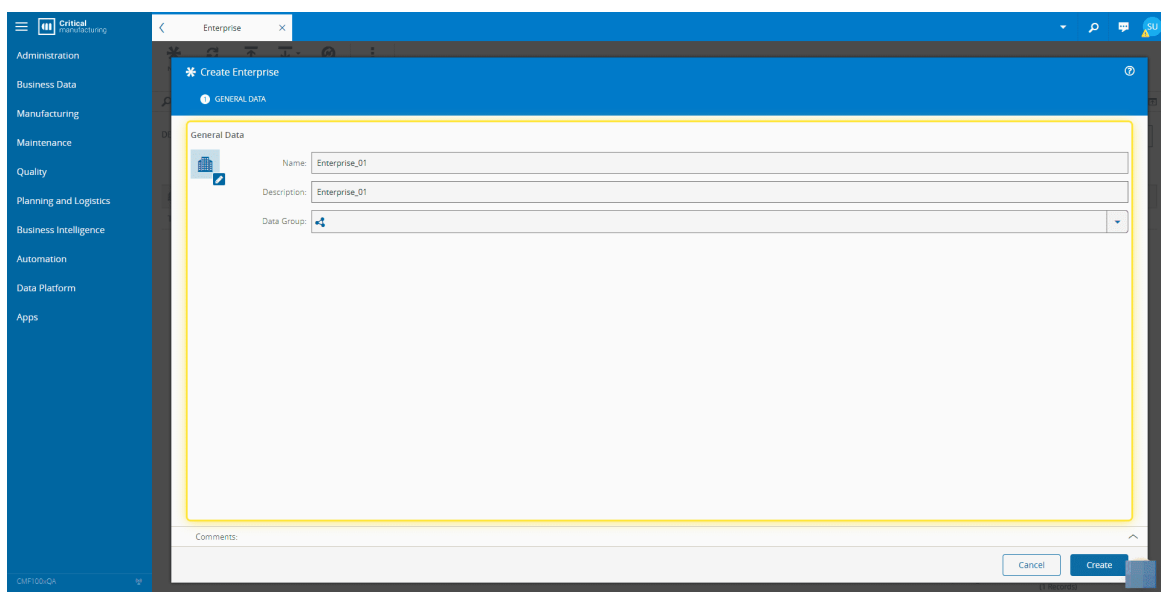 Critical
manufacturing
Enterprise
SU
Administration
Business Data
Manufacturing
Maintenance
Quality
Planning and Logistics
Business Intelligence
Automation
Data Platform
Apps
CMF100xQA
Create Enterprise
1 GENERAL DATA
General Data
Name: Enterprise_01
Description: Enterprise_01
Data Group:
Comments:
Cancel
Create